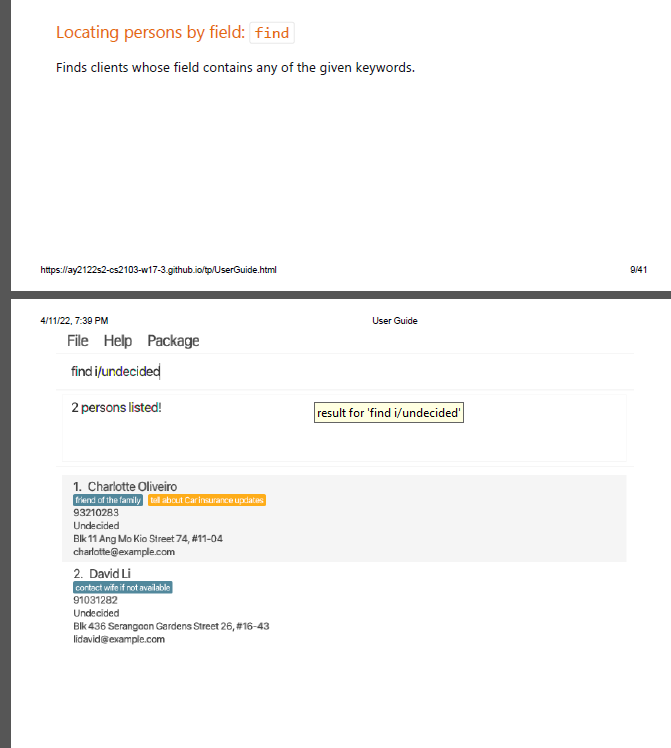 Locating persons by field: find
Finds clients whose field contains any of the given keywords.
https://ay2122s2-cs2103-w17-3.github.io/tp/UserGuide.html 9/41
4/11/22, 7:39 PM User Guide
File Help Package
find i/undecided
2 persons listed!
result for 'find i/undecided'
1. Charlotte Oliveiro
friend of the family tell about Car insurance updates
93210283
Undecided
Blk 11 Ang Mo Kio Street 74, #11-04
charlotte@example.com
2. David Li
contact wife if not available
91031282
Undecided
Blk 436 Serangoon Gardens Street 26, #16-43
lidavid@example.com